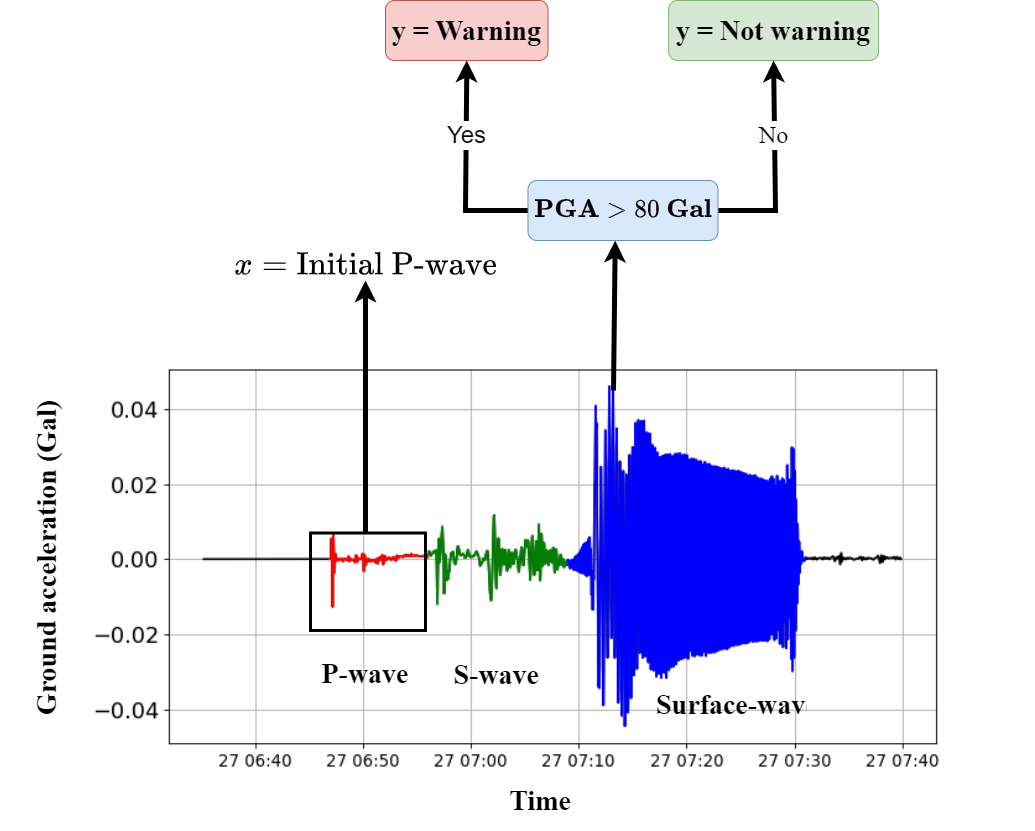 y = Warning
y = Not warning
Yes
No
PGA > 80 Gal
x = Initial P-wave
Ground acceleration (Gal)
0.04
0.02
0.00
−0.02
−0.04
P-wave
S-wave
Surface-wav
27 06:40
27 06:50
27 07:00
27 07:10
27 07:20
27 07:30
27 07:40
Time